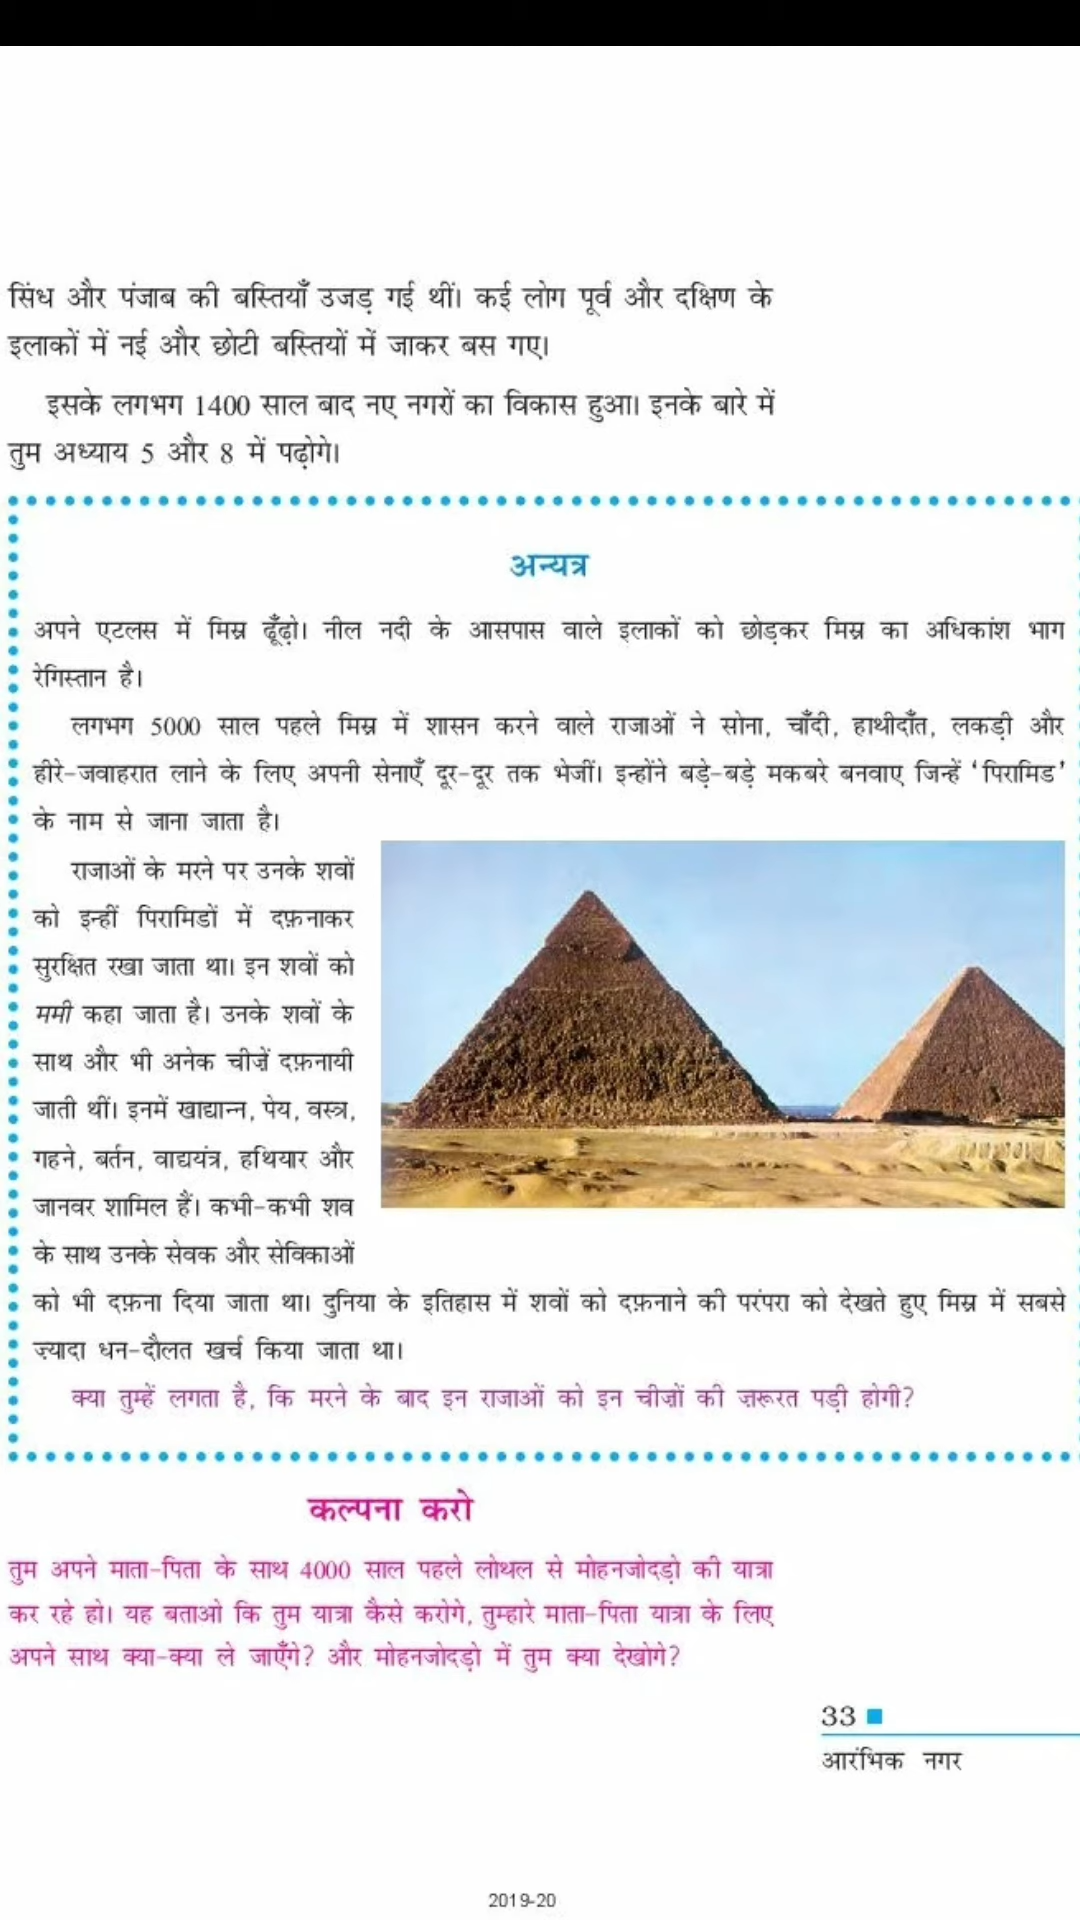 सिंध और पंजाब की बस्तियाँ उजड़ गई थीं। कई लोग पूर्व और दक्षिण के
इलाकों में नई और छोटी बस्तियों में जाकर बस गए।
इसके लगभग 1400 साल बाद नए नगरों का विकास हुआ। इनके बारे में
तुम अध्याय 5 और 8 में पढ़ोगे।
अन्यत्र
अपने एटलस में मिस्र ढूँढ़ो। नील नदी के आसपास वाले इलाकों को छोड़कर मिस्र का अधिकांश भाग
रेगिस्तान है।
लगभग 5000 साल पहले मिस्र में शासन करने वाले राजाओं ने सोना, चाँदी, हाथीदाँत, लकड़ी और
हीरे-जवाहरात लाने के लिए अपनी सेनाएँ दूर-दूर तक भेजीं। इन्होंने बड़े-बड़े मकबरे बनवाए जिन्हें ‘पिरामिड’
के नाम से जाना जाता है।
राजाओं के मरने पर उनके शवों
को इन्हीं पिरामिडों में दफ़नाकर
सुरक्षित रखा जाता था। इन शवों को
ममी कहा जाता है। उनके शवों के
साथ और भी अनेक चीज़ें दफ़नायी
जाती थीं। इनमें खाद्यान्न, पेय, वस्त्र,
गहने, बर्तन, वाद्ययंत्र, हथियार और
जानवर शामिल हैं। कभी-कभी शव
के साथ उनके सेवक और सेविकाओं
को भी दफ़ना दिया जाता था। दुनिया के इतिहास में शवों को दफ़नाने की परंपरा को देखते हुए मिस्र में सबसे
ज़्यादा धन-दौलत खर्च किया जाता था।
क्या तुम्हें लगता है, कि मरने के बाद इन राजाओं को इन चीज़ों की ज़रूरत पड़ी होगी?
कल्पना करो
तुम अपने माता-पिता के साथ 4000 साल पहले लोथल से मोहनजोदड़ो की यात्रा
कर रहे हो। यह बताओ कि तुम यात्रा कैसे करोगे, तुम्हारे माता-पिता यात्रा के लिए
अपने साथ क्या-क्या ले जाएँगे? और मोहनजोदड़ो में तुम क्या देखोगे?
33
आरंभिक नगर
2019-20